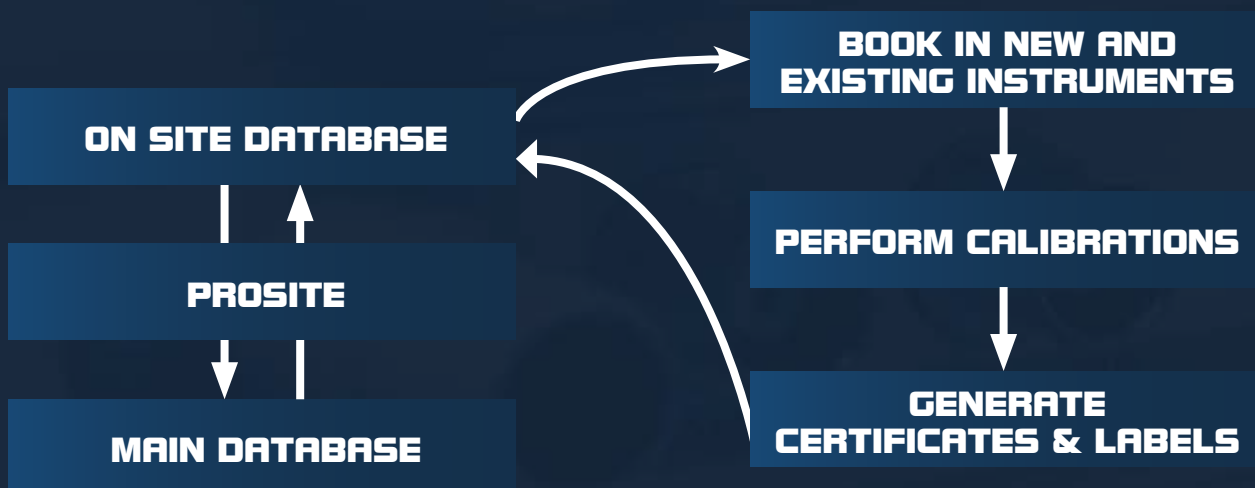 ON SITE DATABASE
PROSITE
MAIN DATABASE
BOOK IN NEW AND
EXISTING INSTRUMENTS
PERFORM CALIBRATIONS
GENERATE
CERTIFICATES & LABELS